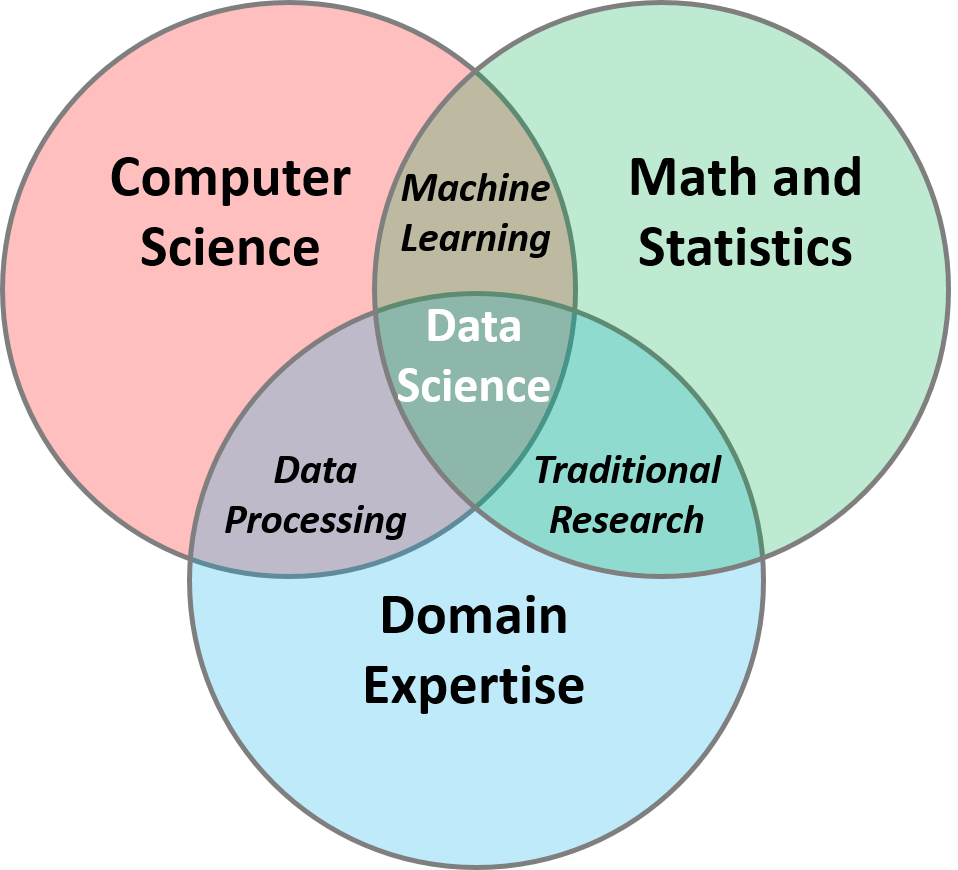 Computer
Science
Machine
Learning
Math and
Statistics
Data
Science
Data
Processing
Traditional
Research
Domain
Expertise